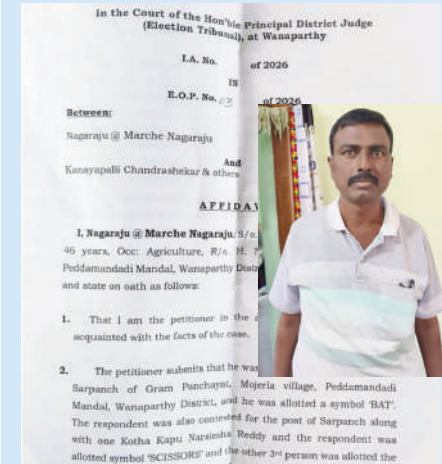 In the Court of the Hon'ble Principal District Judge
(Election Tribunal), at Wanaparthy
I.A. No. of 2026
IN
E.O.P. No. 03 of 2026
Between:
Nagaraju @ Marche Nagaraju
And
Kanayapalli Chandrashekar & others
AFFIDAV
I, Nagaraju @ Marche Nagaraju, S/o.
46 years, Occ: Agriculture, R/o H.
Peddamandadi Mandal, Wanaparthy Distri
and state on oath as follows:
1. That I am the petitioner in the
acquainted with the facts of the case.
2. The petitioner submits that he was
Sarpanch of Gram Panchayat, Mojerla village, Peddamandadi
Mandal, Wanaparthy District, and he was allotted a symbol 'BAT'.
The respondent was also contested for the post of Sarpanch along
with one Kotha Kapu Narsimha Reddy and the respondent was
allotted symbol 'SCISSORS' and the other 3rd person was allotted the